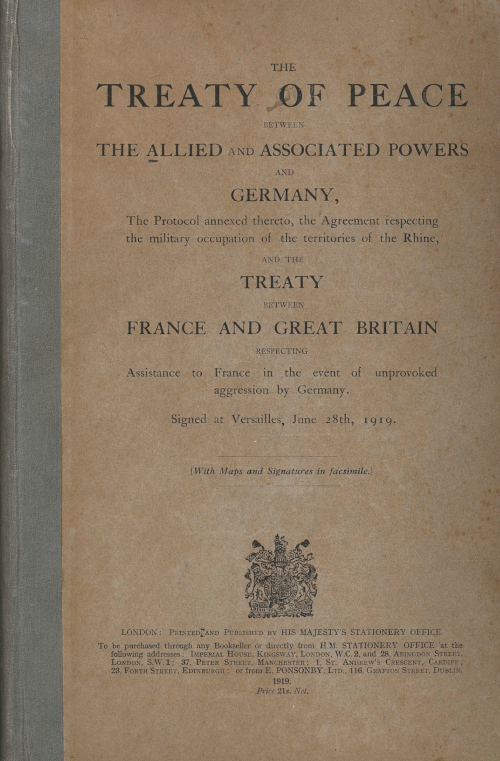 THE
TREATY OF PEACE
BETWEEN
THE ALLIED AND ASSOCIATED POWERS
AND
GERMANY,
The Protocol annexed thereto, the Agreement respecting
the military occupation of the territories of the Rhine,
AND THE
TREATY
BETWEEN
FRANCE AND GREAT BRITAIN
RESPECTING
Assistance to France in the event of unprovoked
aggression by Germany.
Signed at Versailles, June 28th, 1919.
(With Maps and Signatures in facsimile.)
LONDON: PRINTED AND PUBLISHED BY HIS MAJESTY'S STATIONERY OFFICE
To be purchased through any Bookseller or directly from H.M. STATIONERY OFFICE at the
following addresses: IMPERIAL HOUSE, KINGSWAY, LONDON, W.C. 2, and 28, ABINGDON STREET,
LONDON, S.W. 1; 37, PETER STREET, MANCHESTER; 1, ST. ANDREW'S CRESCENT, CARDIFF;
23, FORTH STREET, EDINBURGH; or from E. PONSONBY, LTD., 116, GRAFTON STREET, DUBLIN.
1919.
Price 21s. Net.